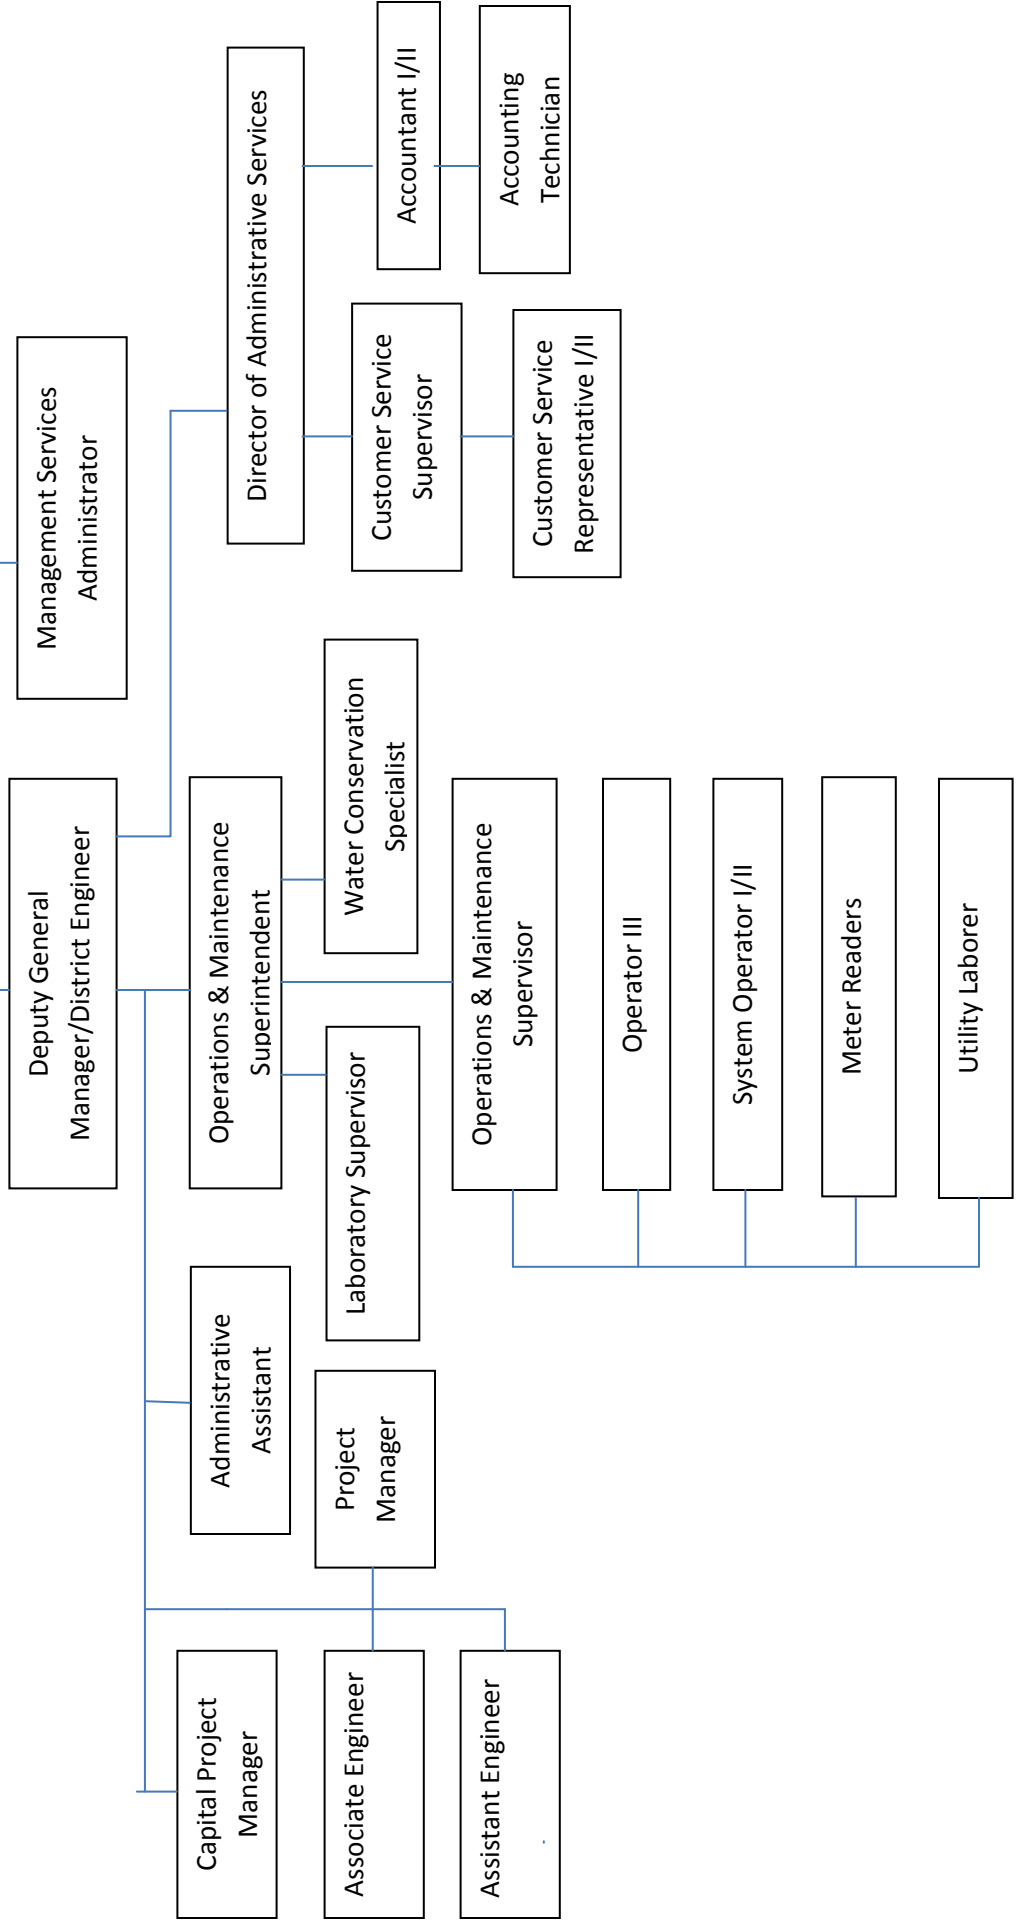 Management Services
Administrator
Deputy General
Manager/District Engineer
Director of Administrative Services
Operations & Maintenance
Superintendent
Administrative
Assistant
Capital Project
Manager
Accountant I/II
Customer Service
Supervisor
Water Conservation
Specialist
Laboratory Supervisor
Project
Manager
Associate Engineer
Accounting
Technician
Customer Service
Representative I/II
Operations & Maintenance
Supervisor
Assistant Engineer
Operator III
System Operator I/II
Meter Readers
Utility Laborer